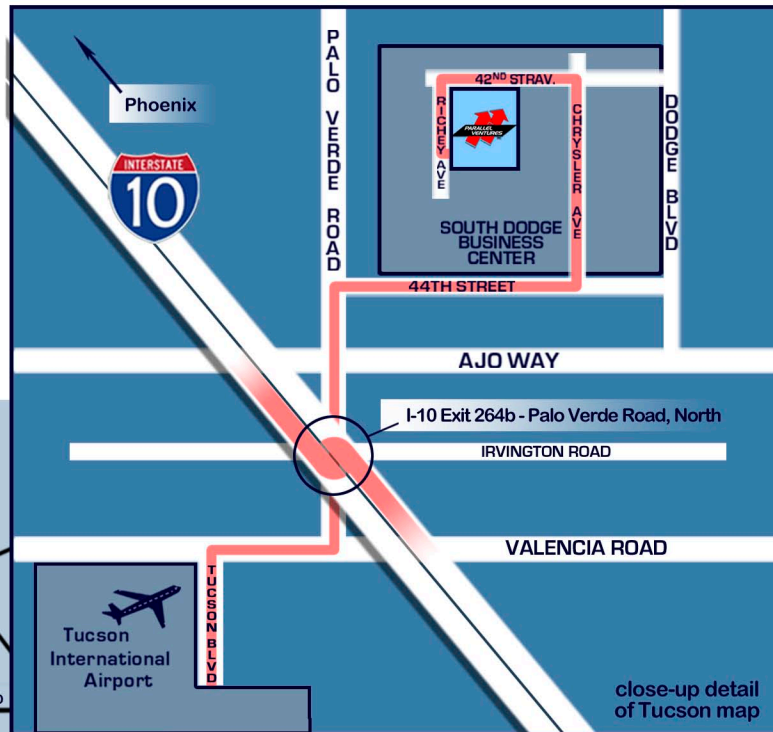 Phoenix
INTERSTATE
10
PALO VERDE ROAD
42ND STRAV.
RICHEY AVE
PARALLEL
VENTURES
CHRYSLER AVE
DODGE BLVD
SOUTH DODGE
BUSINESS
CENTER
44TH STREET
AJO WAY
I-10 Exit 264b - Palo Verde Road, North
IRVINGTON ROAD
VALENCIA ROAD
TUCSON BLVD
Tucson
International
Airport
close-up detail
of Tucson map